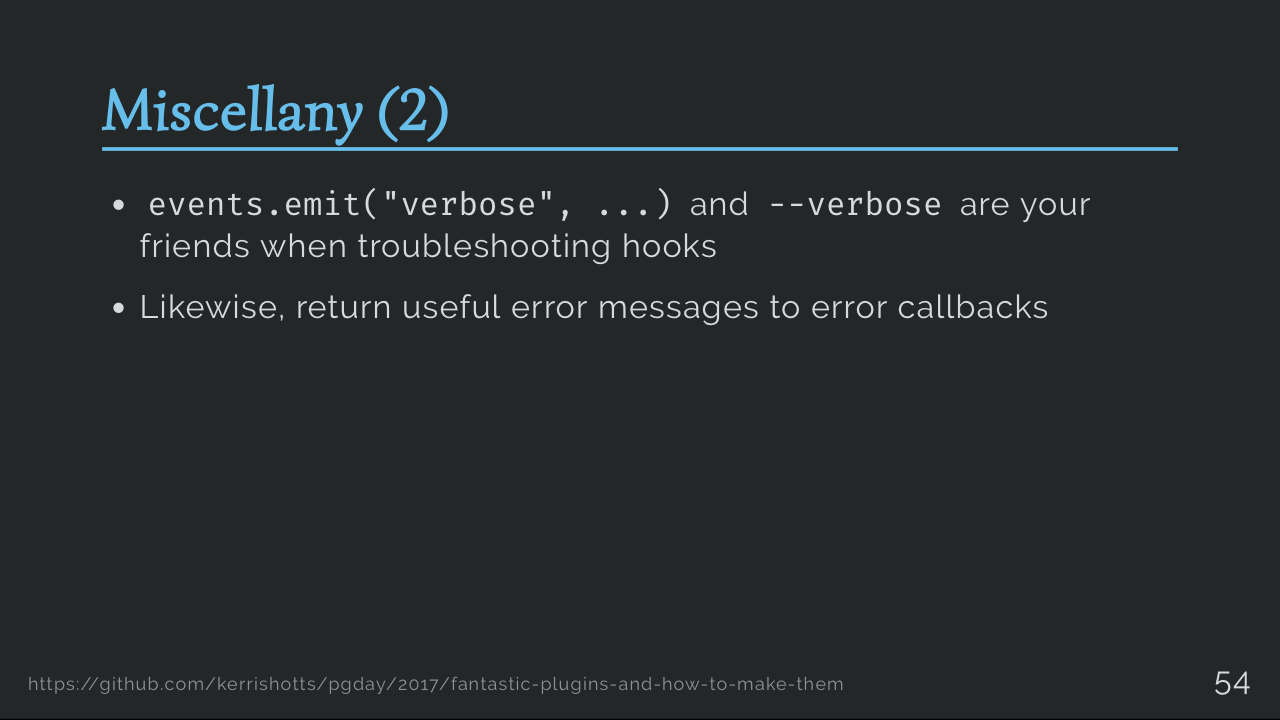 Miscellany (2)
• events.emit("verbose", ...) and --verbose are your
friends when troubleshooting hooks
• Likewise, return useful error messages to error callbacks
https://github.com/kerrishotts/pgday/2017/fantastic-plugins-and-how-to-make-them
54